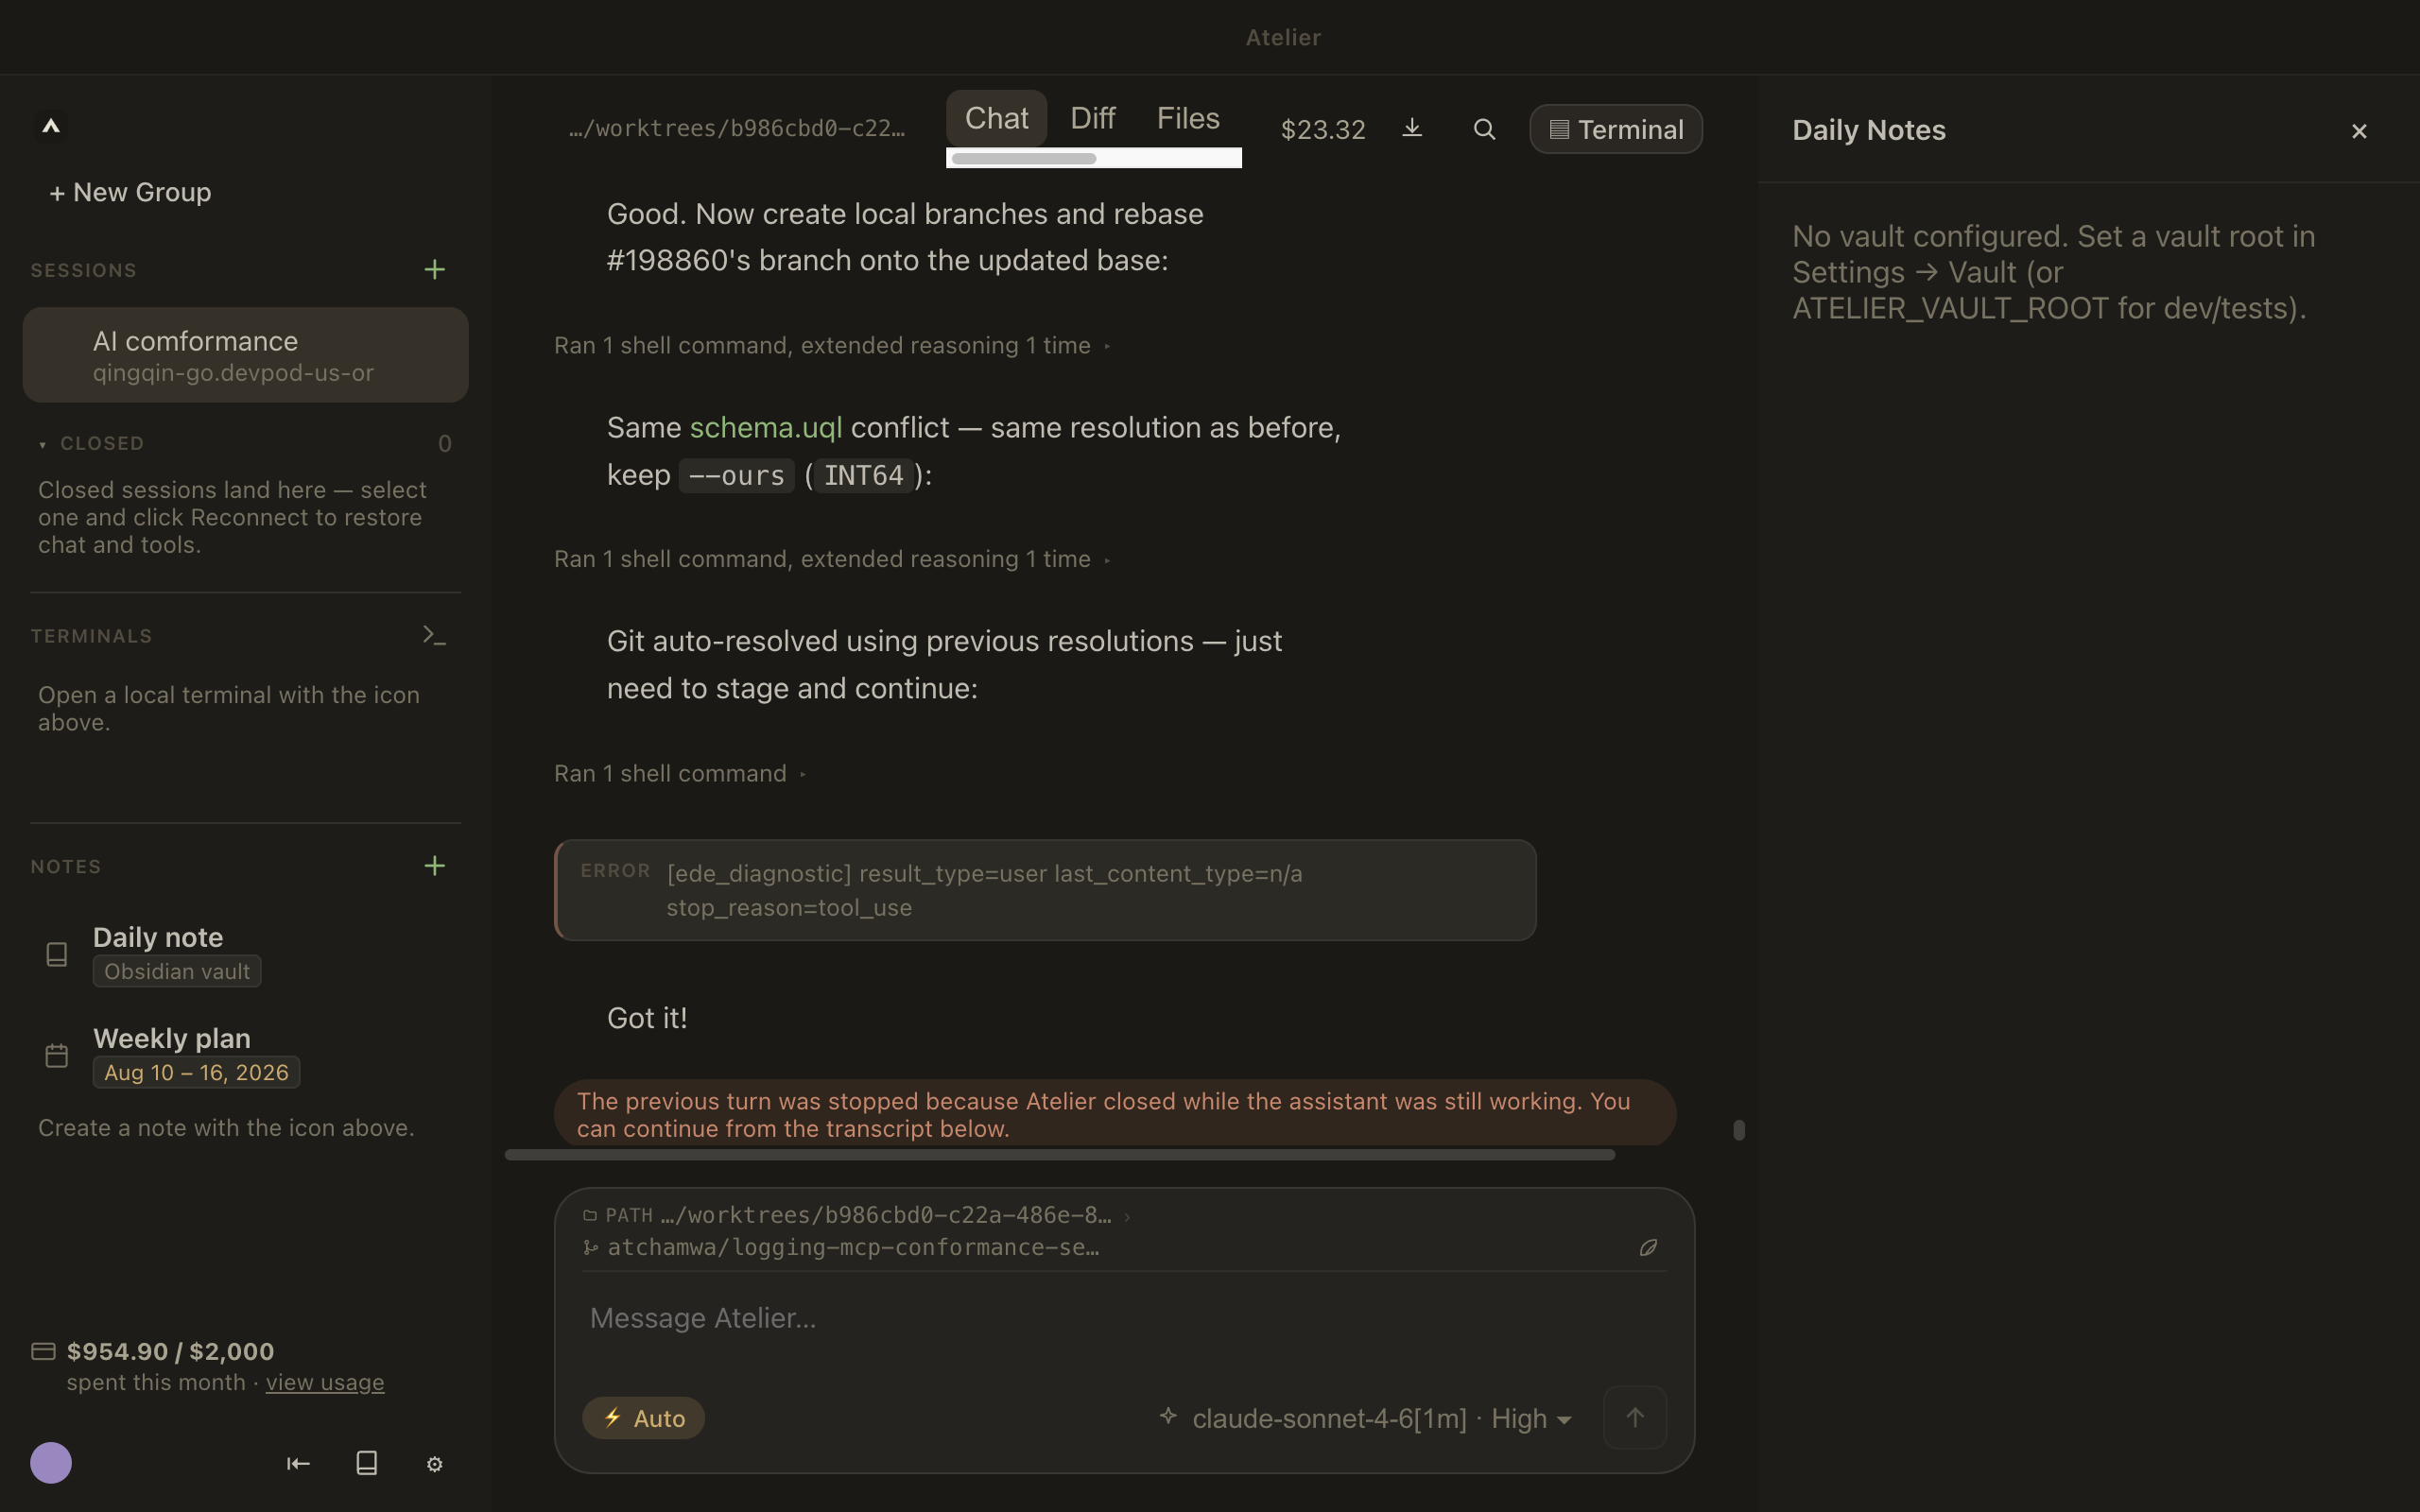 Atelier
+ New Group
SESSIONS
AI comformance
qingqin-go.devpod-us-or
CLOSED 0
Closed sessions land here — select
one and click Reconnect to restore
chat and tools.
TERMINALS
Open a local terminal with the icon
above.
NOTES
Daily note
Obsidian vault
Weekly plan
Aug 10 – 16, 2026
Create a note with the icon above.
$954.90 / $2,000
spent this month · view usage
…/worktrees/b986cbd0-c22…
Chat Diff Files
$23.32
Terminal
Good. Now create local branches and rebase
#198860's branch onto the updated base:
Ran 1 shell command, extended reasoning 1 time
Same schema.uql conflict — same resolution as before,
keep --ours (INT64):
Ran 1 shell command, extended reasoning 1 time
Git auto-resolved using previous resolutions — just
need to stage and continue:
Ran 1 shell command
ERROR [ede_diagnostic] result_type=user last_content_type=n/a
stop_reason=tool_use
Got it!
The previous turn was stopped because Atelier closed while the assistant was still working. You
can continue from the transcript below.
PATH …/worktrees/b986cbd0-c22a-486e-8… ›
atchamwa/logging-mcp-conformance-se…
Message Atelier...
⚡ Auto
claude-sonnet-4-6[1m] · High
Daily Notes
No vault configured. Set a vault root in
Settings → Vault (or
ATELIER_VAULT_ROOT for dev/tests).